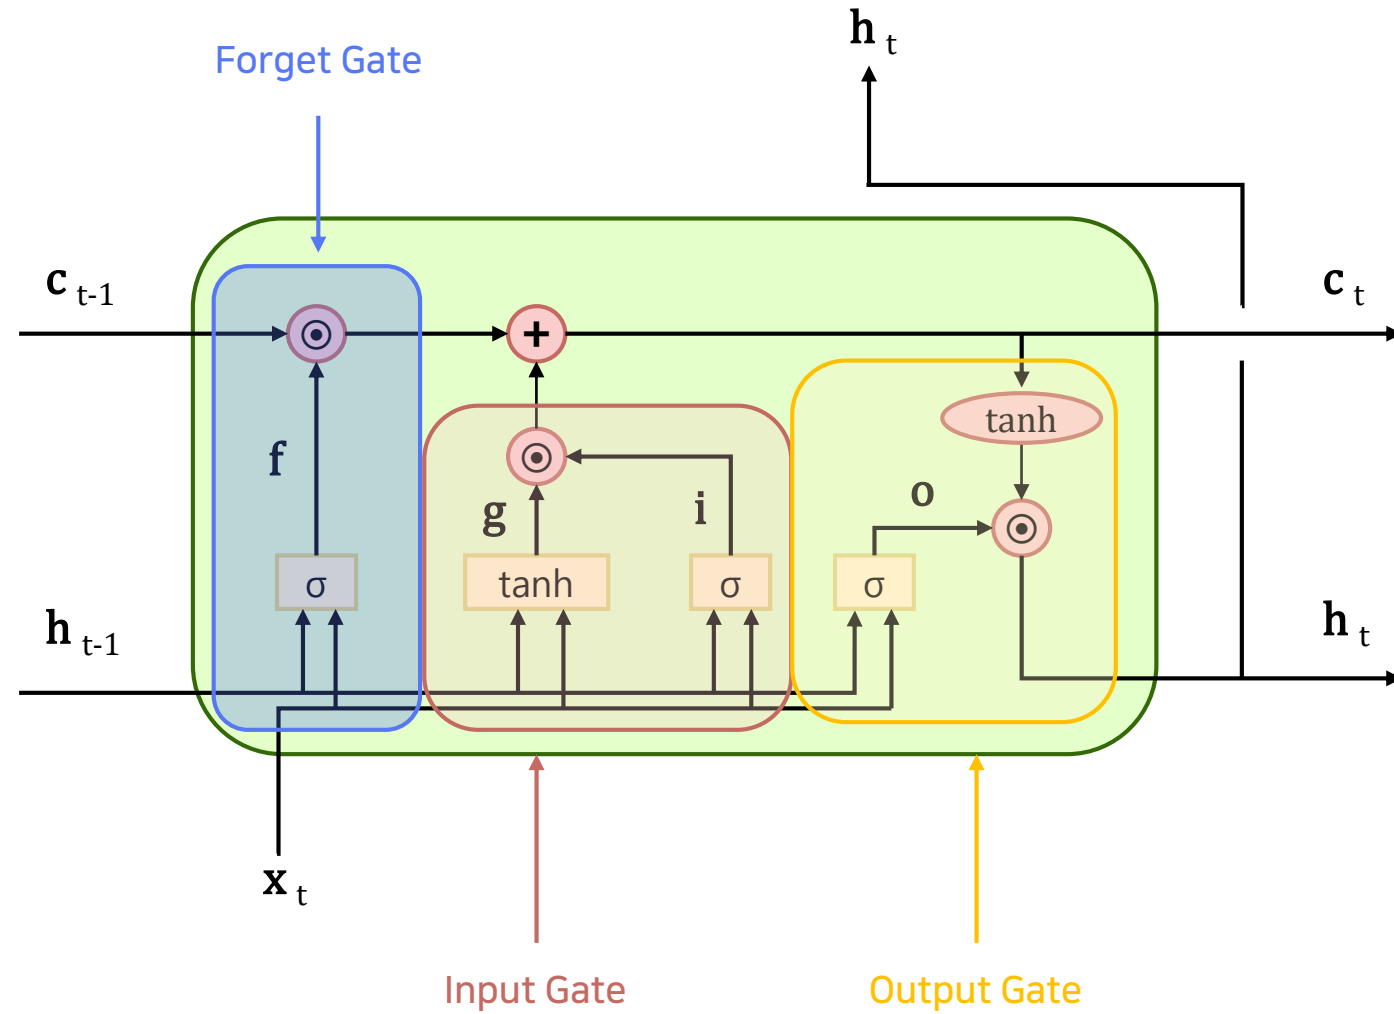 h t
Forget Gate
c t-1
c t
⊙
+
tanh
f
⊙
g
i
o
⊙
σ
tanh
σ
σ
h t-1
h t
x t
Input Gate
Output Gate